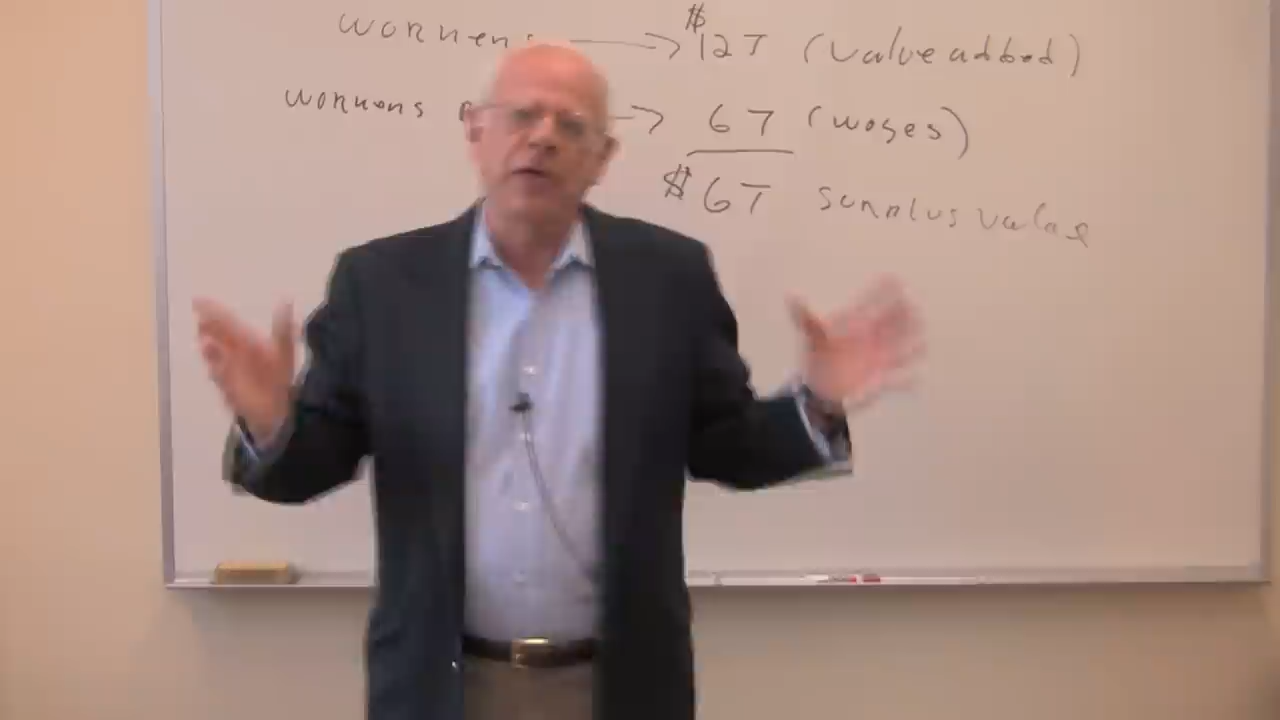 workers → $12T (value added)
workers → 6T (wages)
$6T surplus value